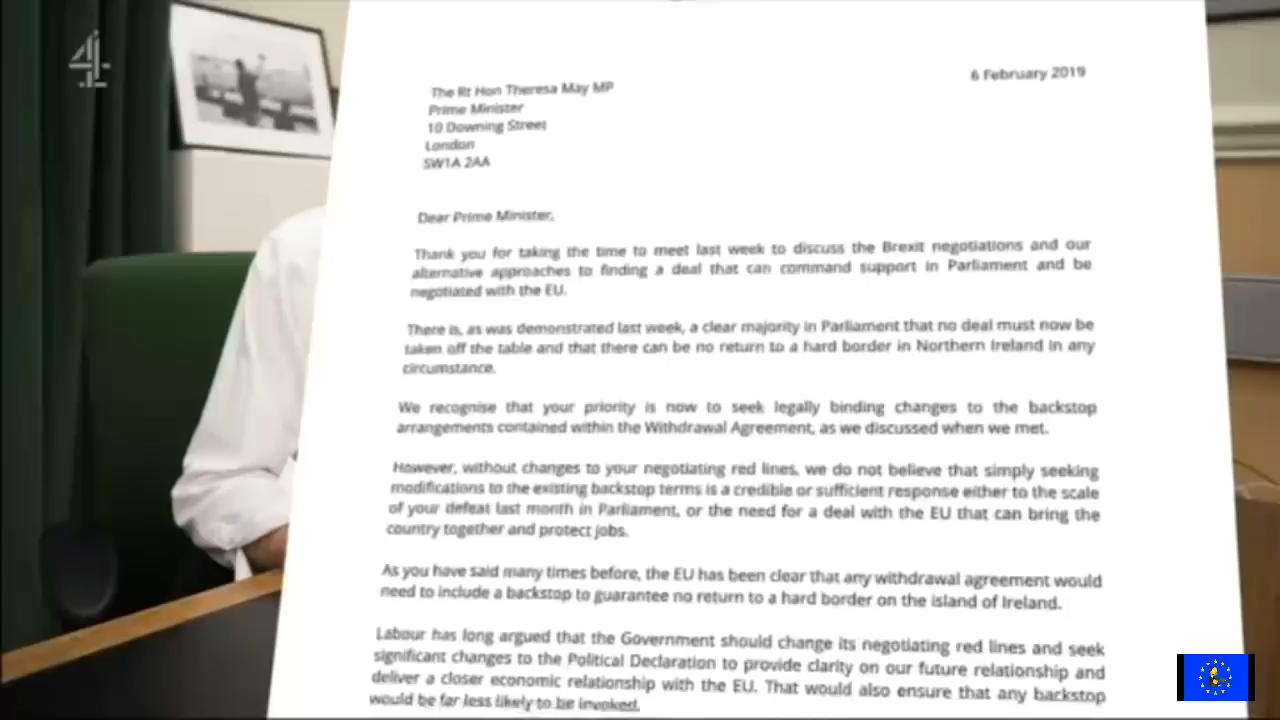 4
6 February 2019
The Rt Hon Theresa May MP
Prime Minister
10 Downing Street
London
SW1A 2AA
Dear Prime Minister,
Thank you for taking the time to meet last week to discuss the Brexit negotiations and our
alternative approaches to finding a deal that can command support in Parliament and be
negotiated with the EU.
There is, as was demonstrated last week, a clear majority in Parliament that no deal must now be
taken off the table and that there can be no return to a hard border in Northern Ireland in any
circumstance.
We recognise that your priority is now to seek legally binding changes to the backstop
arrangements contained within the Withdrawal Agreement, as we discussed when we met.
However, without changes to your negotiating red lines, we do not believe that simply seeking
modifications to the existing backstop terms is a credible or sufficient response either to the scale
of your defeat last month in Parliament, or the need for a deal with the EU that can bring the
country together and protect jobs.
As you have said many times before, the EU has been clear that any withdrawal agreement would
need to include a backstop to guarantee no return to a hard border on the island of Ireland.
Labour has long argued that the Government should change its negotiating red lines and seek
significant changes to the Political Declaration to provide clarity on our future relationship and
deliver a closer economic relationship with the EU. That would also ensure that any backstop
would be far less likely to be invoked.